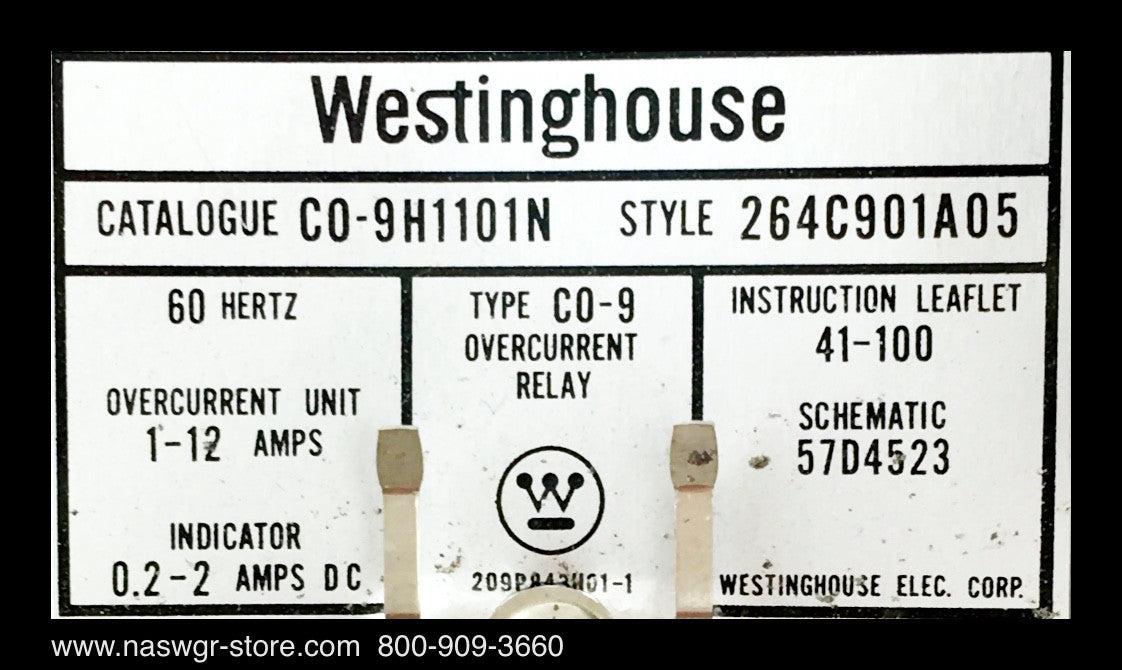 Westinghouse
CATALOGUE CO-9H1101N STYLE 264C901A05
60 HERTZ
OVERCURRENT UNIT
1-12 AMPS
INDICATOR
0.2-2 AMPS DC
TYPE CO-9
OVERCURRENT
RELAY
W
INSTRUCTION LEAFLET
41-100
SCHEMATIC
57D4523
WESTINGHOUSE ELEC. CORP.
www.naswgr-store.com 800-909-3660